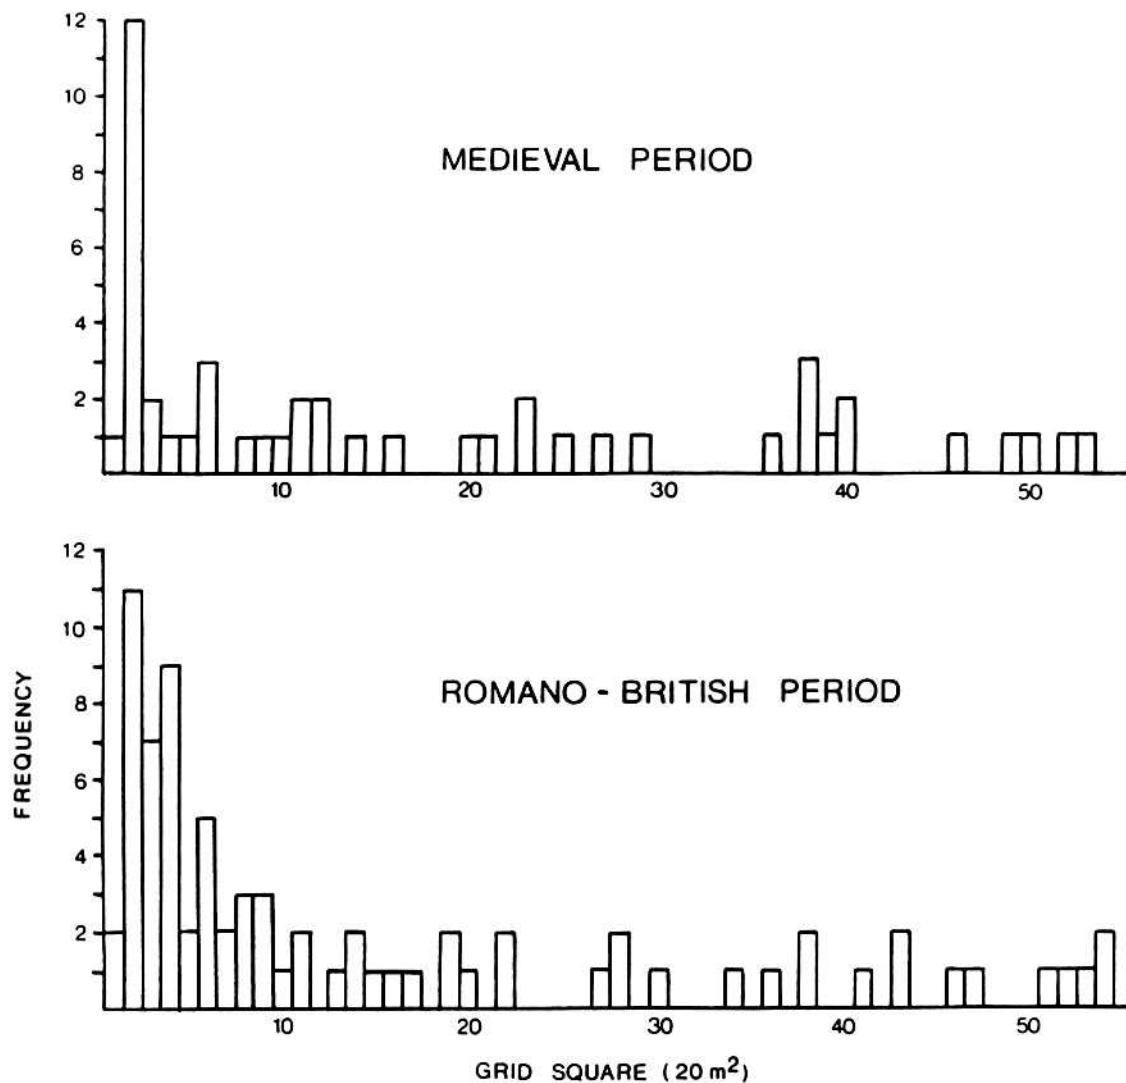 12
10
8
6
4
2
MEDIEVAL PERIOD
10 20 30 40 50
12
10
8
6
4
2
FREQUENCY
ROMANO - BRITISH PERIOD
10 20 30 40 50
GRID SQUARE (20 m²)